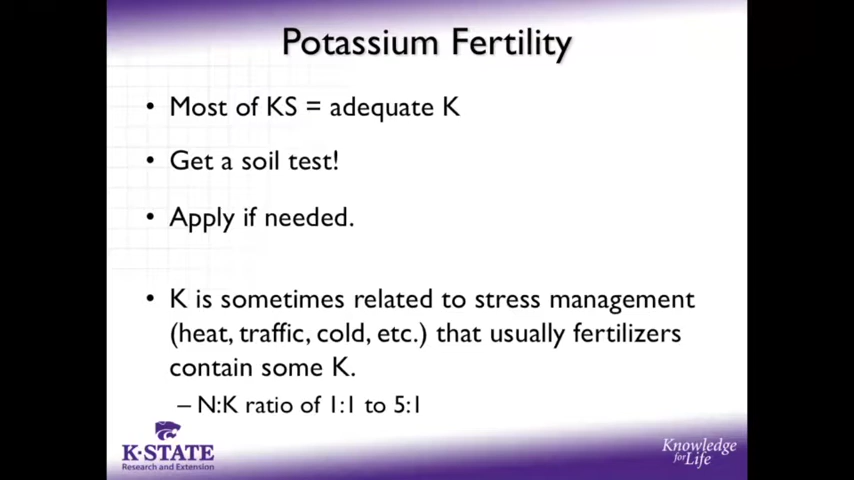 Potassium Fertility
• Most of KS = adequate K
• Get a soil test!
• Apply if needed.
• K is sometimes related to stress management
(heat, traffic, cold, etc.) that usually fertilizers
contain some K.
– N:K ratio of 1:1 to 5:1
K-STATE
Research and Extension
Knowledge
for Life